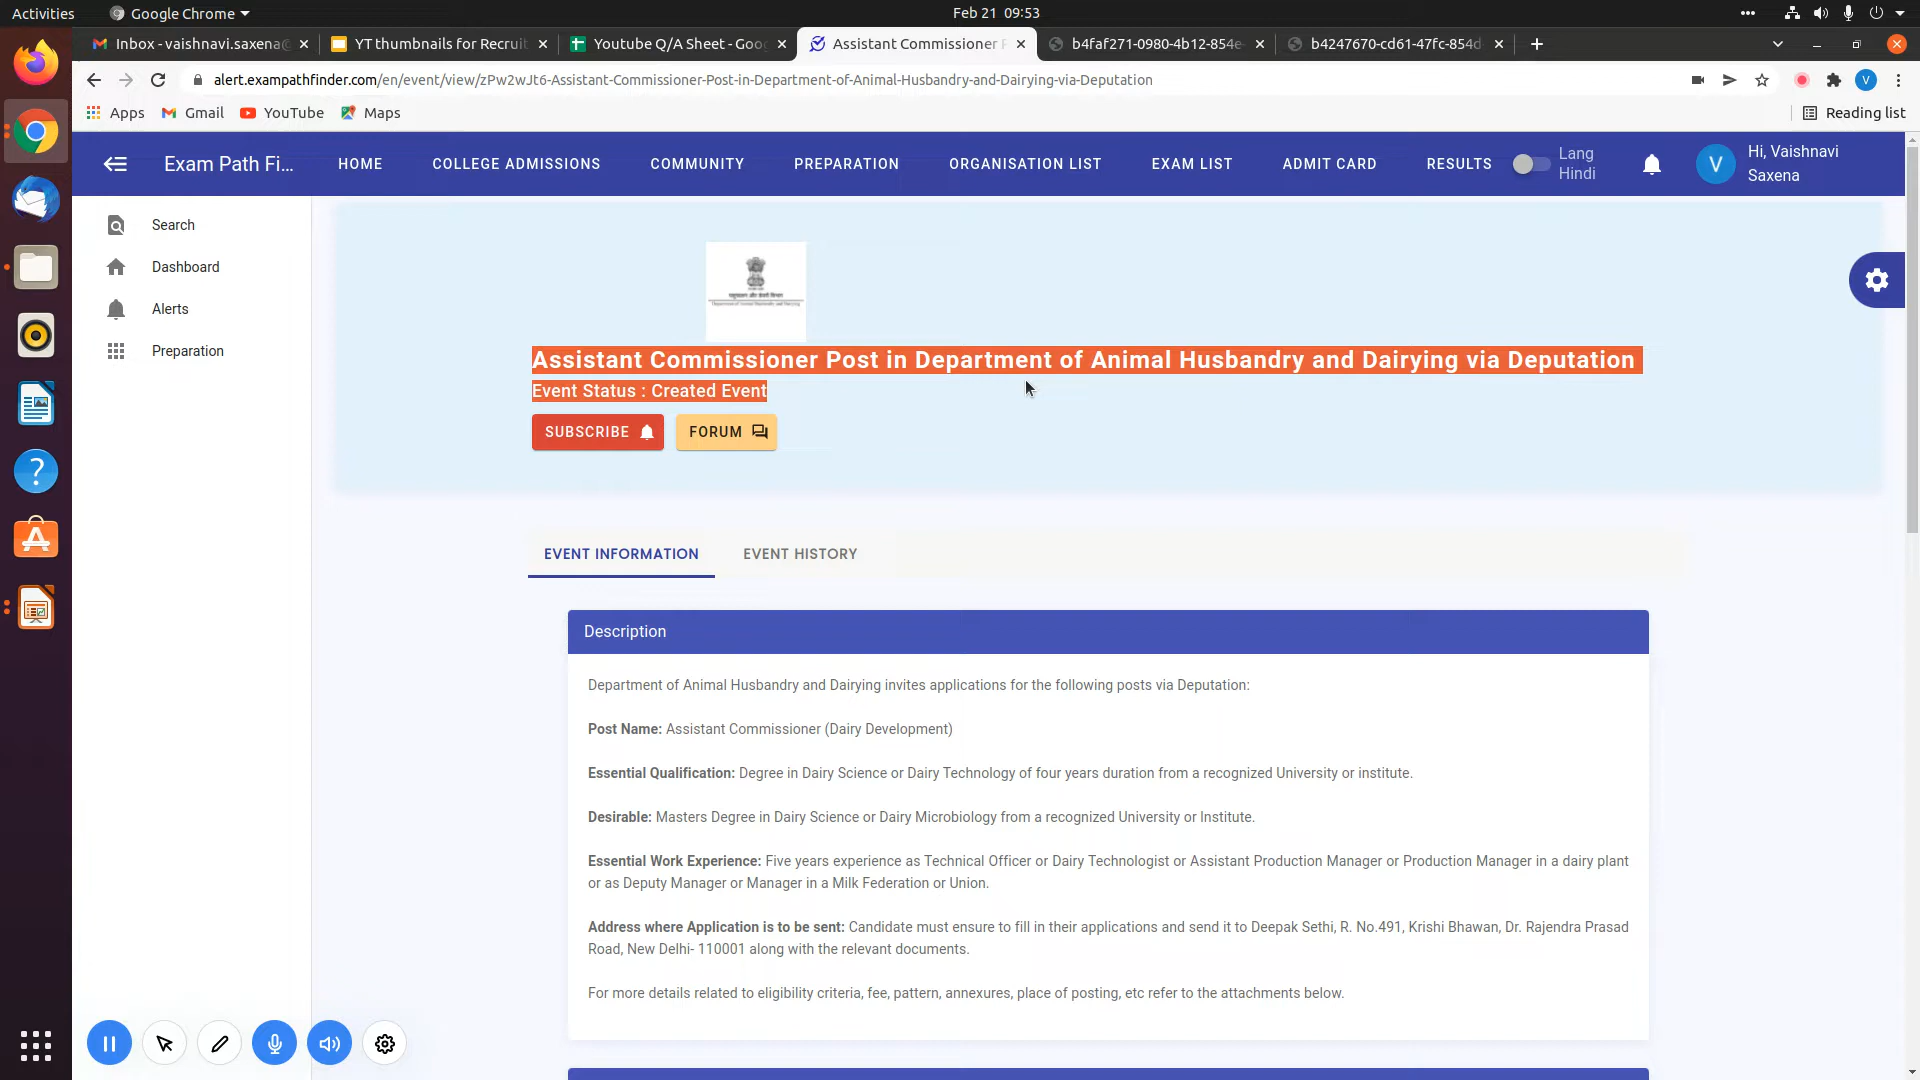 Activities Google Chrome Feb 21 09:53
Inbox - vaishnavi.saxena@ YT thumbnails for Recruit Youtube Q/A Sheet - Goog Assistant Commissioner P b4faf271-0980-4b12-854e b4247670-cd61-47fc-854d
alert.exampathfinder.com/en/event/view/zPw2wJt6-Assistant-Commissioner-Post-in-Department-of-Animal-Husbandry-and-Dairying-via-Deputation V
Apps Gmail YouTube Maps Reading list
Exam Path Fi... HOME COLLEGE ADMISSIONS COMMUNITY PREPARATION ORGANISATION LIST EXAM LIST ADMIT CARD RESULTS Lang Hindi V Hi, Vaishnavi Saxena
Search
Dashboard
Alerts
Preparation
Assistant Commissioner Post in Department of Animal Husbandry and Dairying via Deputation
Event Status : Created Event
SUBSCRIBE FORUM
EVENT INFORMATION EVENT HISTORY
Description
Department of Animal Husbandry and Dairying invites applications for the following posts via Deputation:
Post Name: Assistant Commissioner (Dairy Development)
Essential Qualification: Degree in Dairy Science or Dairy Technology of four years duration from a recognized University or institute.
Desirable: Masters Degree in Dairy Science or Dairy Microbiology from a recognized University or Institute.
Essential Work Experience: Five years experience as Technical Officer or Dairy Technologist or Assistant Production Manager or Production Manager in a dairy plant
or as Deputy Manager or Manager in a Milk Federation or Union.
Address where Application is to be sent: Candidate must ensure to fill in their applications and send it to Deepak Sethi, R. No.491, Krishi Bhawan, Dr. Rajendra Prasad
Road, New Delhi- 110001 along with the relevant documents.
For more details related to eligibility criteria, fee, pattern, annexures, place of posting, etc refer to the attachments below.